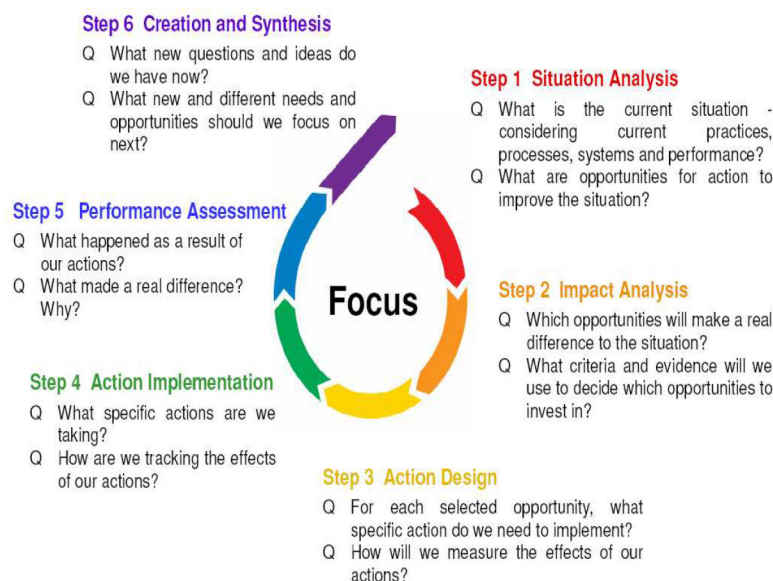 Step 1  Situation Analysis
Q What is the current situation -
considering current practices,
processes, systems and performance?
Q What are opportunities for action to
improve the situation?
Step 2  Impact Analysis
Q Which opportunities will make a real
difference to the situation?
Q What criteria and evidence will we
use to decide which opportunities to
invest in?
Step 3  Action Design
Q For each selected opportunity, what
specific action do we need to implement?
Q How will we measure the effects of our
actions?
Step 4  Action Implementation
Q What specific actions are we
taking?
Q How are we tracking the effects
of our actions?
Step 5   Performance Assessment
Q What happened as a result of
our actions?
Q What made a real difference?
Why?
Step 6  Creation and Synthesis
Q What new questions and ideas do
we have now?
Q What new and different needs and
opportunities should we focus on
next?
Focus